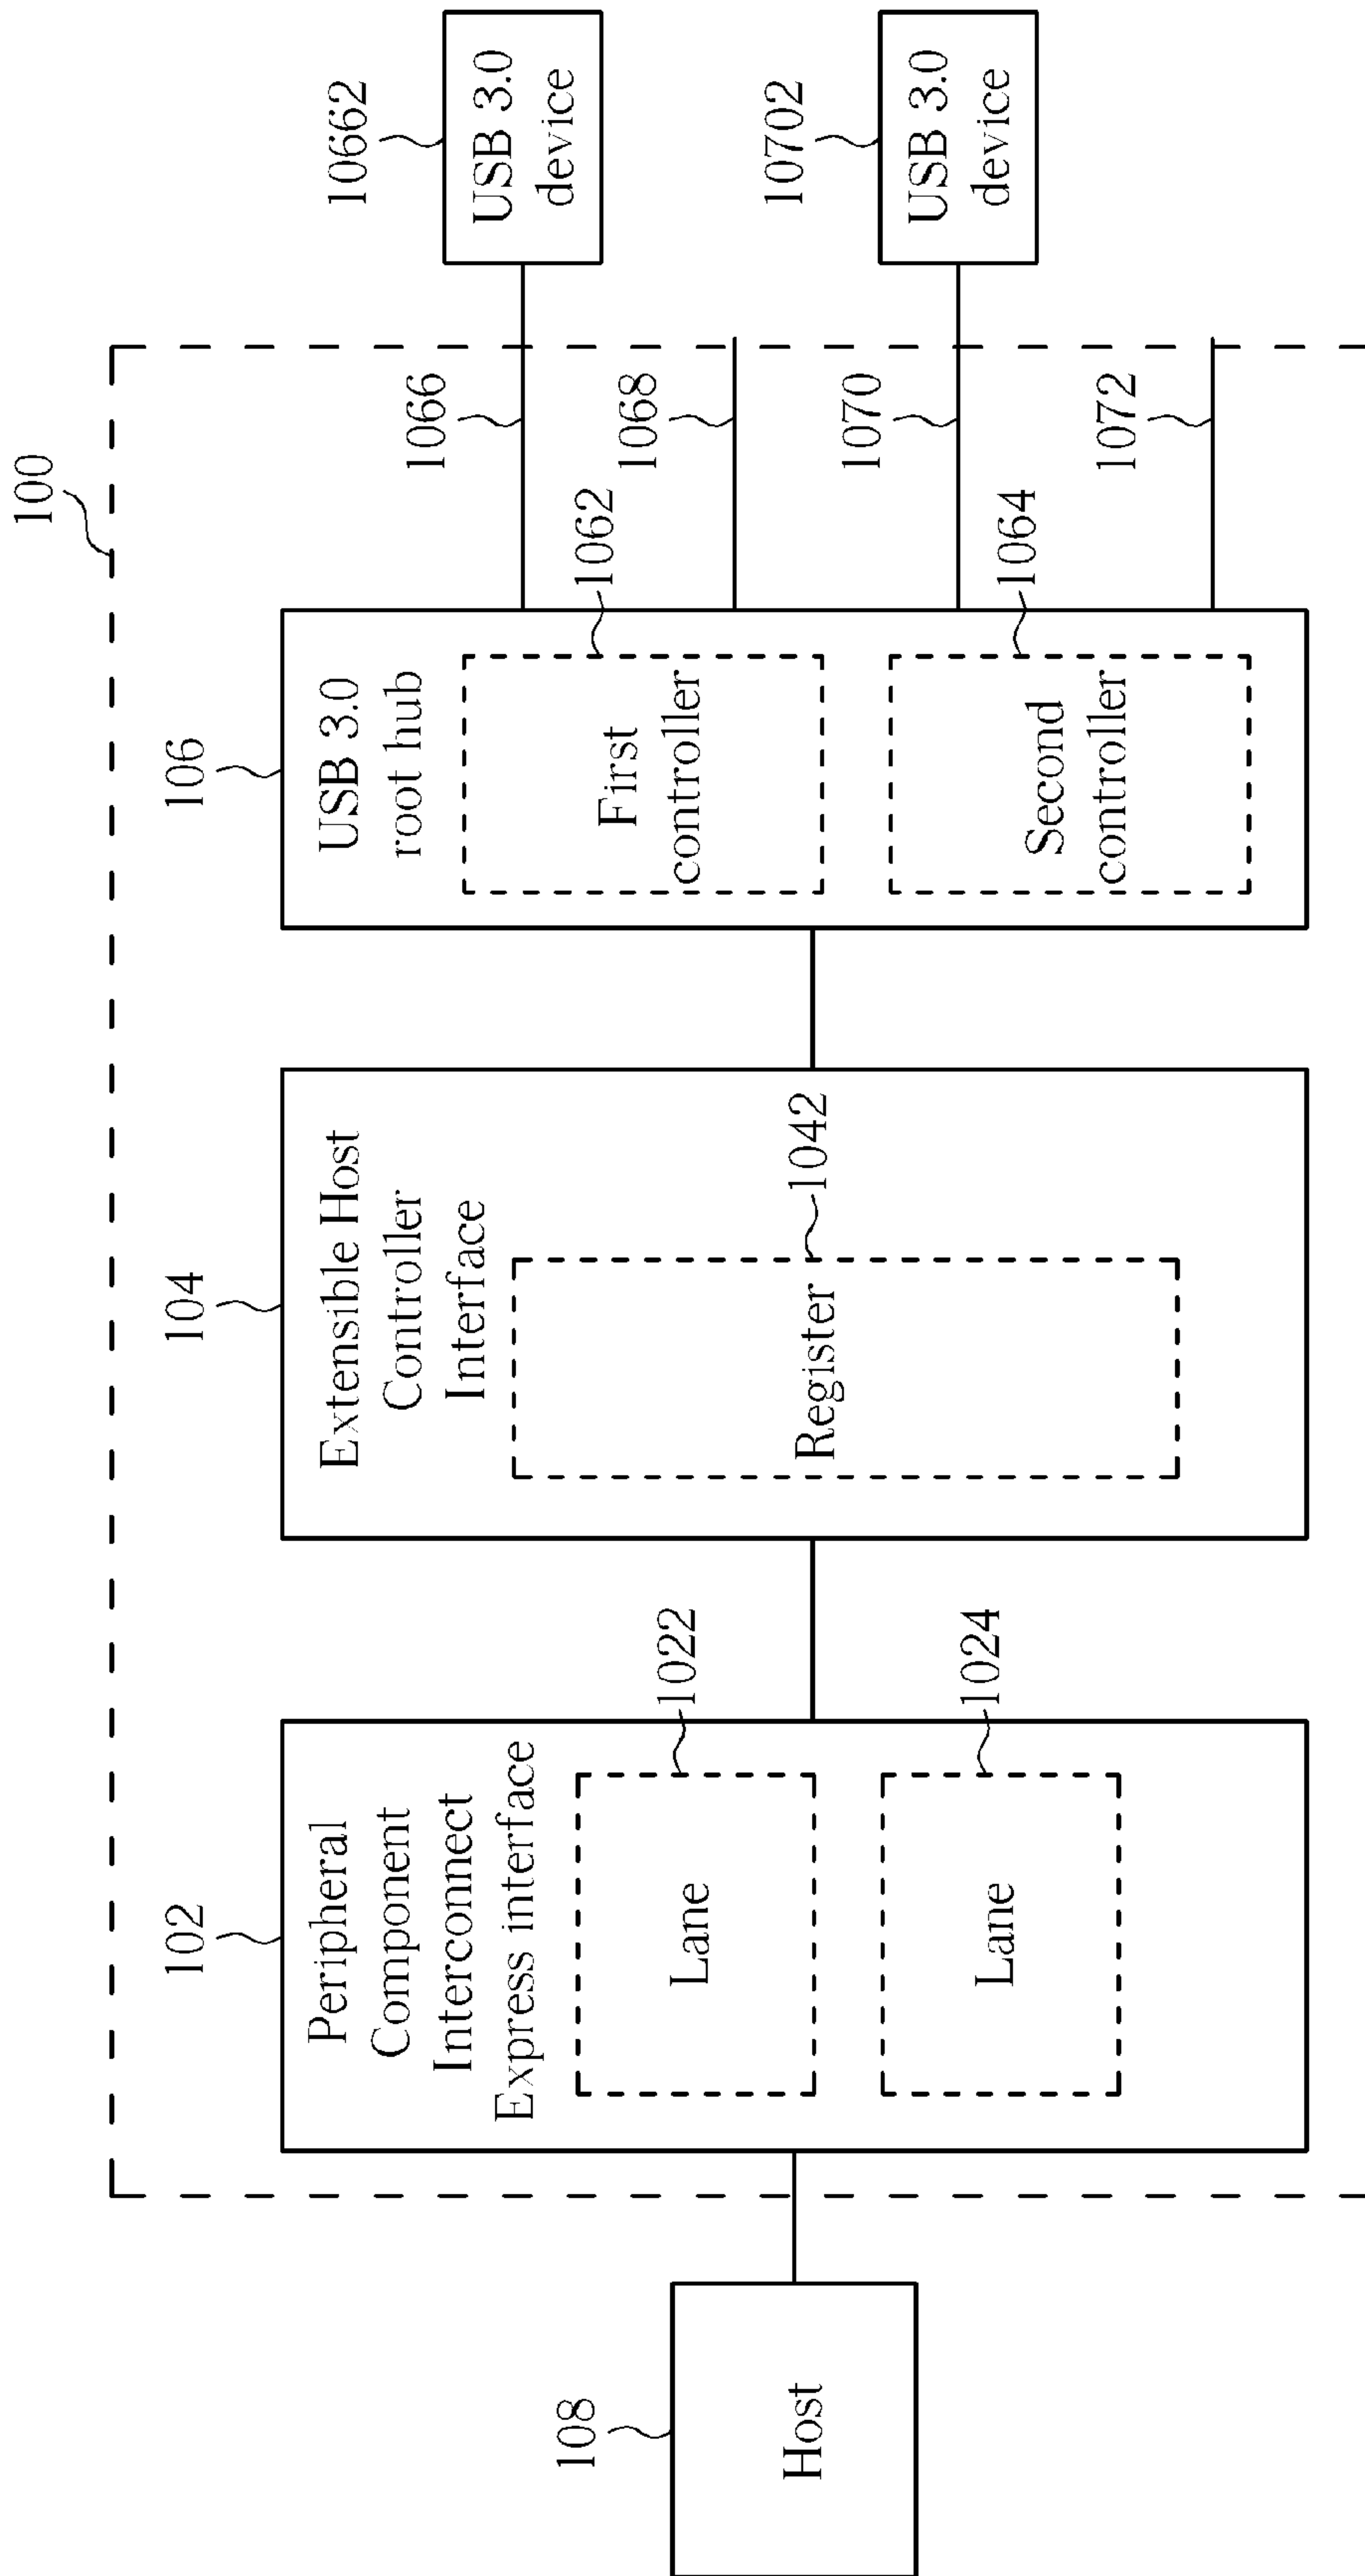 100
108
Host
102
Peripheral
Component
Interconnect
Express interface
Lane
1022
Lane
1024
104
Extensible Host
Controller
Interface
Register
1042
106
USB 3.0
root hub
First
controller
1062
Second
controller
1064
1066
1068
1070
1072
10662
USB 3.0
device
10702
USB 3.0
device